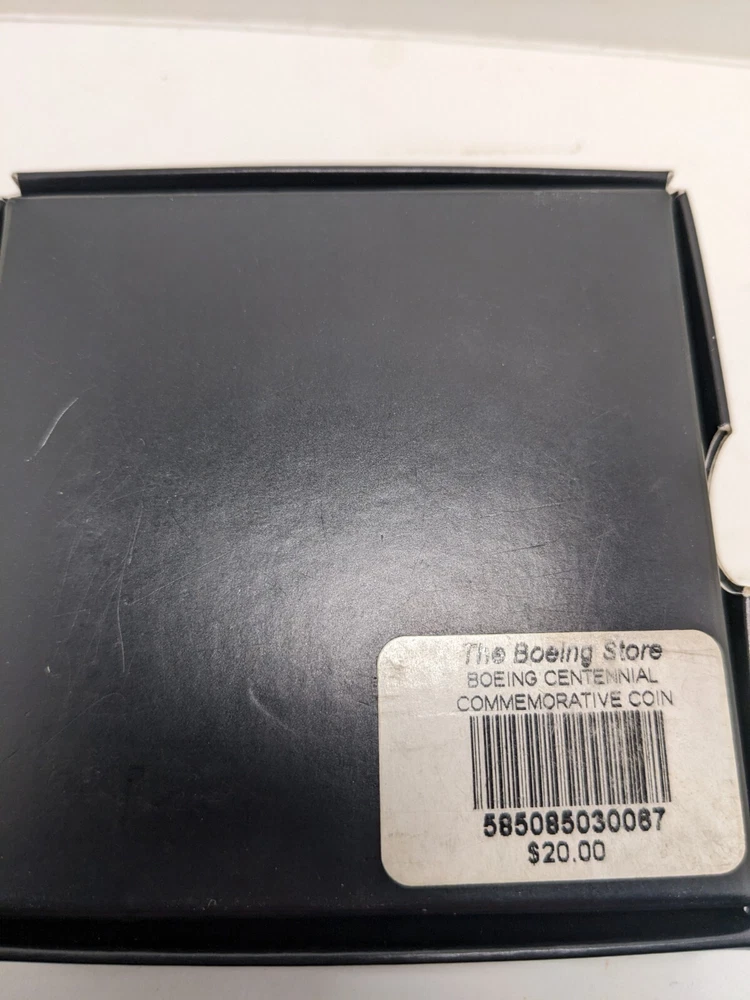 The Boeing Store
BOEING CENTENNIAL
COMMEMORATIVE COIN
585085030067
$20.00